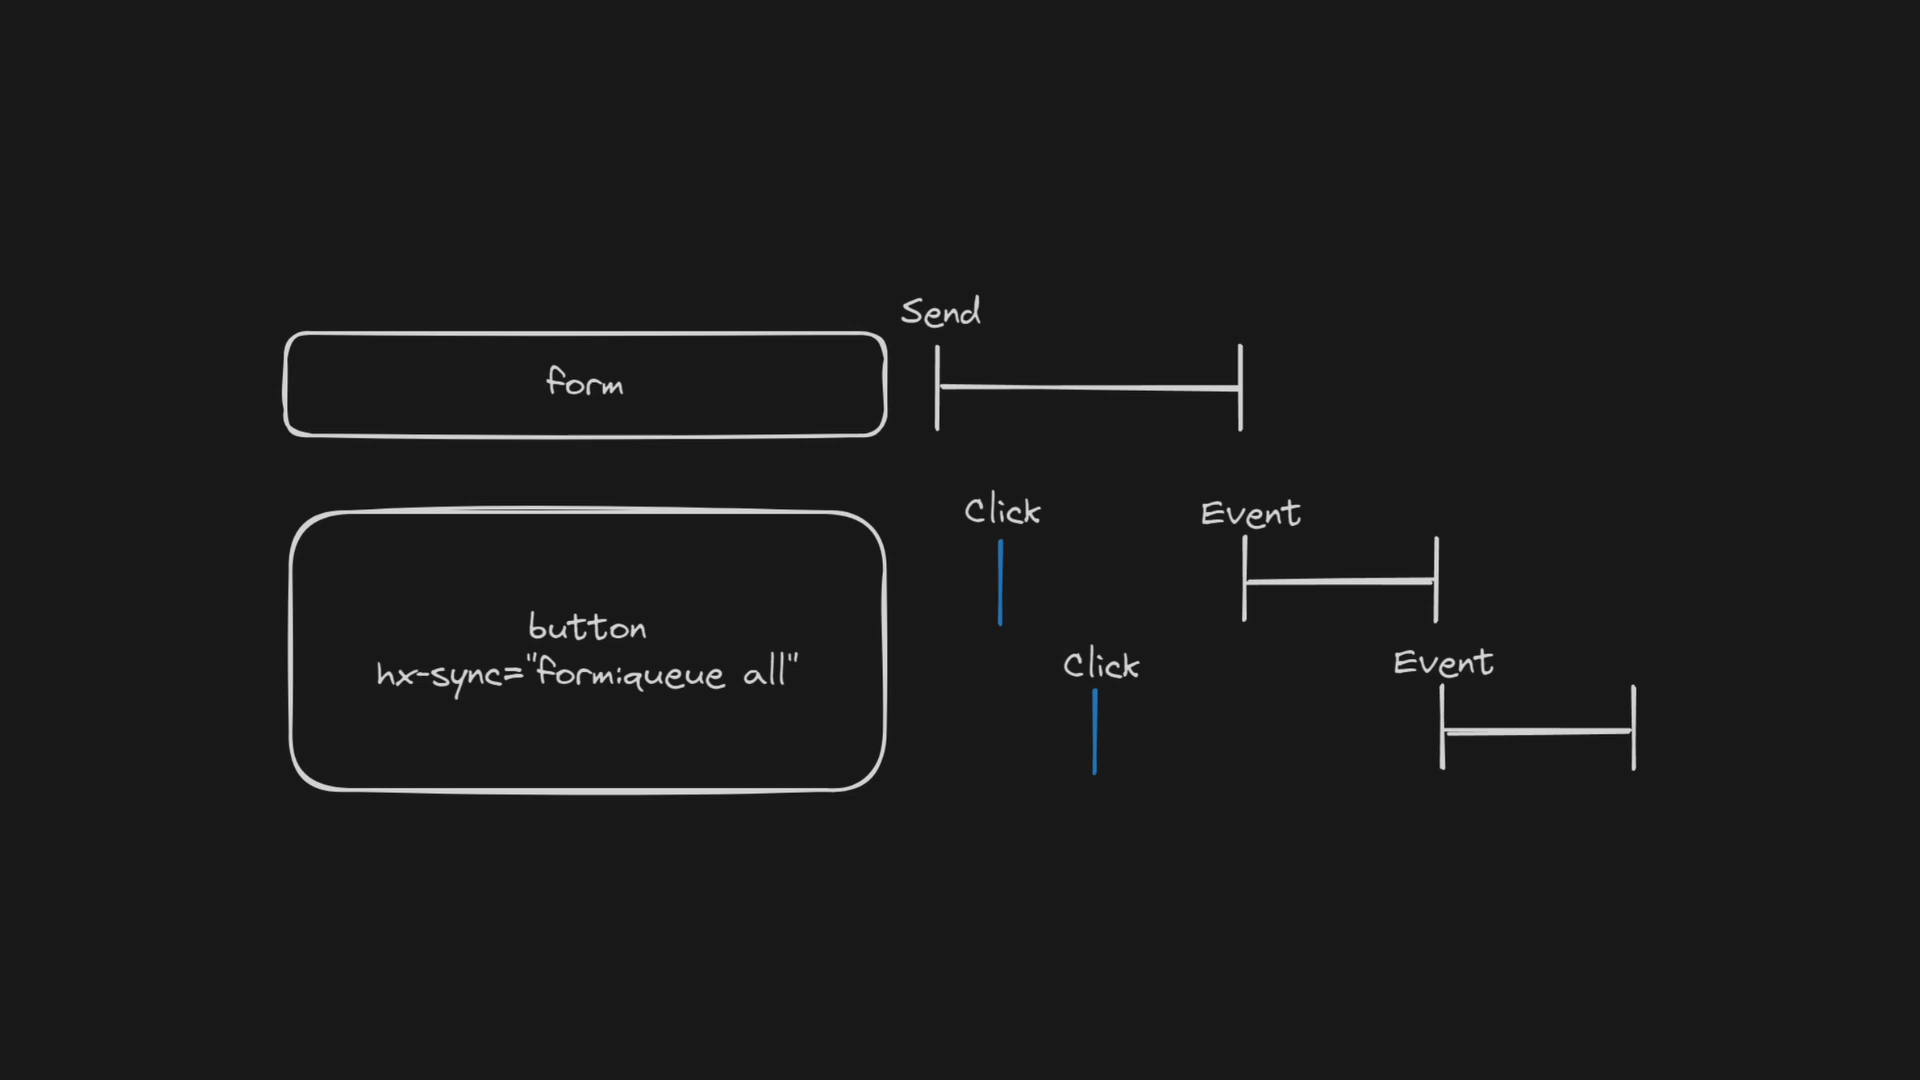 Send
form
Click
Event
button
hx-sync="form:queue all"
Click
Event